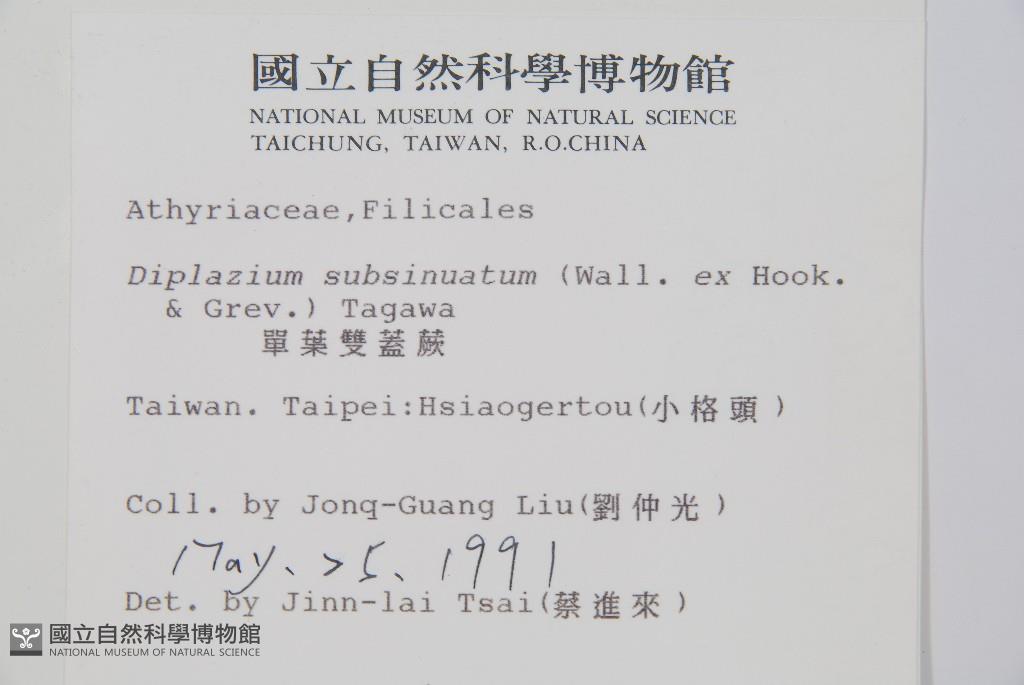 國立自然科學博物館
NATIONAL MUSEUM OF NATURAL SCIENCE
TAICHUNG, TAIWAN, R.O.CHINA
Athyriaceae,Filicales
Diplazium subsinuatum (Wall. ex Hook.
& Grev.) Tagawa
單葉雙蓋蕨
Taiwan. Taipei:Hsiaogertou(小格頭)
Coll. by Jonq-Guang Liu(劉仲光)
May、25、1991
Det. by Jinn-lai Tsai(蔡進來)
國立自然科學博物館
NATIONAL MUSEUM OF NATURAL SCIENCE